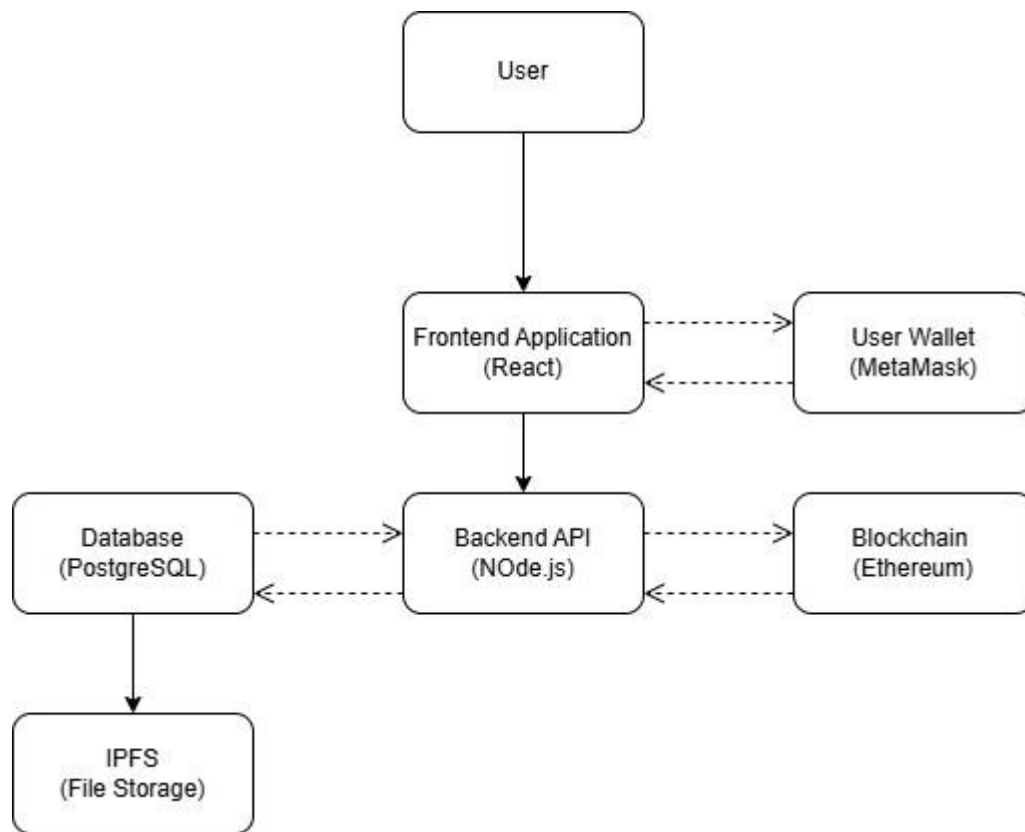 User
Frontend Application
(React)
User Wallet
(MetaMask)
Database
(PostgreSQL)
Backend API
(NOde.js)
Blockchain
(Ethereum)
IPFS
(File Storage)